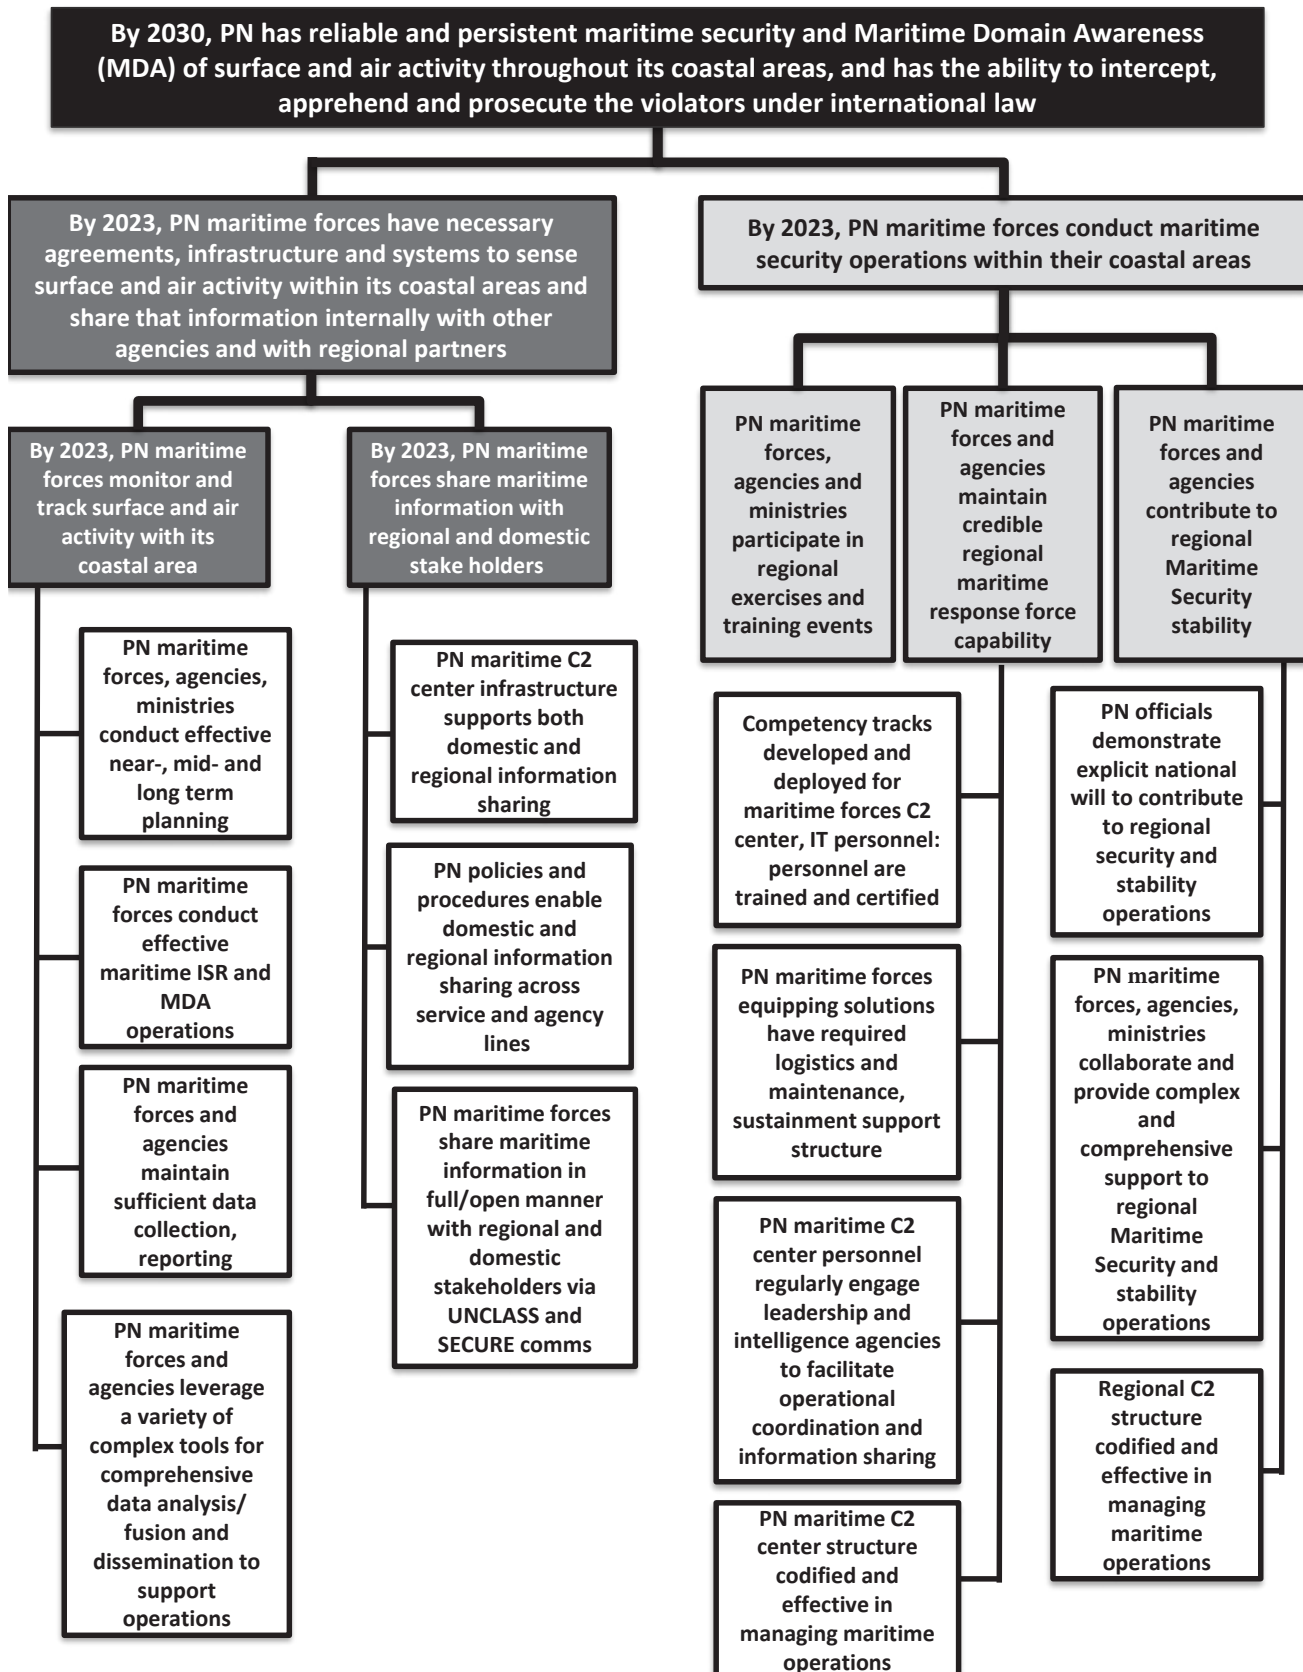 By 2030, PN has reliable and persistent maritime security and Maritime Domain Awareness
(MDA) of surface and air activity throughout its coastal areas, and has the ability to intercept,
apprehend and prosecute the violators under international law
By 2023, PN maritime forces have necessary
agreements, infrastructure and systems to sense
surface and air activity within its coastal areas and
share that information internally with other
agencies and with regional partners
By 2023, PN maritime forces conduct maritime
security operations within their coastal areas
By 2023, PN maritime
forces monitor and
track surface and air
activity with its
coastal area
By 2023, PN maritime
forces share maritime
information with
regional and domestic
stake holders
PN maritime
forces,
agencies and
ministries
participate in
regional
exercises and
training events
PN maritime
forces and
agencies
maintain
credible
regional
maritime
response force
capability
PN maritime
forces and
agencies
contribute to
regional
Maritime
Security
stability
PN maritime
forces, agencies,
ministries
conduct effective
near-, mid- and
long term
planning
PN maritime
forces conduct
effective
maritime ISR and
MDA
operations
PN maritime
forces and
agencies
maintain
sufficient data
collection,
reporting
PN maritime
forces and
agencies leverage
a variety of
complex tools for
comprehensive
data analysis/
fusion and
dissemination to
support
operations
PN maritime C2
center infrastructure
supports both
domestic and
regional information
sharing
PN policies and
procedures enable
domestic and
regional information
sharing across
service and agency
lines
PN maritime forces
share maritime
information in
full/open manner
with regional and
domestic
stakeholders via
UNCLASS and
SECURE comms
Competency tracks
developed and
deployed for
maritime forces C2
center, IT personnel:
personnel are
trained and certified
PN maritime forces
equipping solutions
have required
logistics and
maintenance,
sustainment support
structure
PN maritime C2
center personnel
regularly engage
leadership and
intelligence agencies
to facilitate
operational
coordination and
information sharing
PN maritime C2
center structure
codified and
effective in
managing maritime
operations
PN officials
demonstrate
explicit national
will to contribute
to regional
security and
stability
operations
PN maritime
forces, agencies,
ministries
collaborate and
provide complex
and
comprehensive
support to
regional
Maritime
Security and
stability
operations
Regional C2
structure
codified and
effective in
managing
maritime
operations